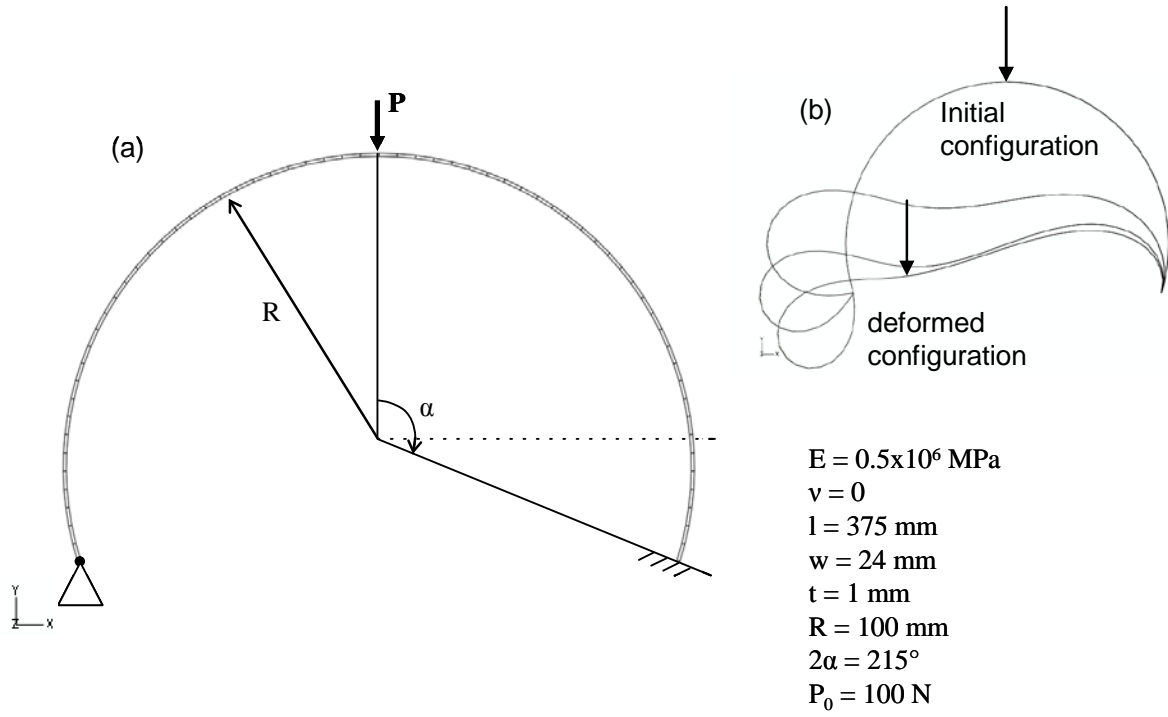 (a)
P
R
α
Y
Z
X
(b)
Initial
configuration
deformed
configuration
E = 0.5x10⁶ MPa
ν = 0
l = 375 mm
w = 24 mm
t = 1 mm
R = 100 mm
2α = 215°
P₀ = 100 N